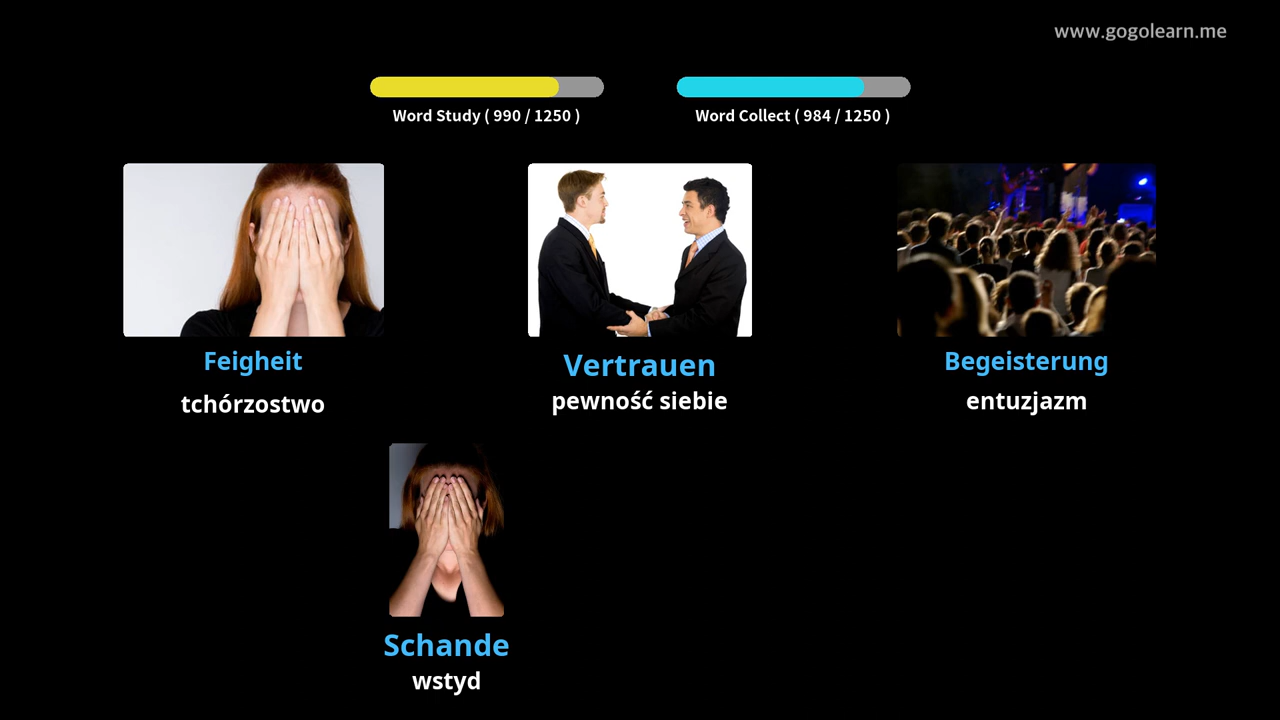 www.gogolearn.me
Word Study ( 990 / 1250 )
Word Collect ( 984 / 1250 )
Feigheit
tchórzostwo
Vertrauen
pewność siebie
Begeisterung
entuzjazm
Schande
wstyd